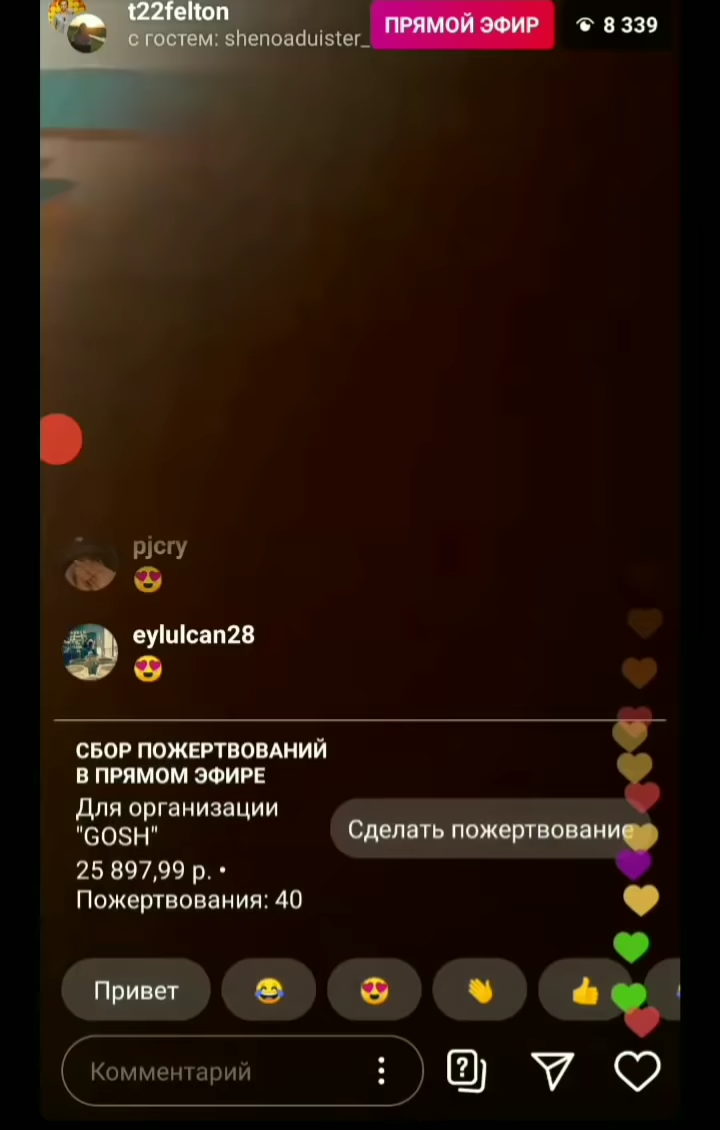 t22felton
с гостем: shenoaduister_
ПРЯМОЙ ЭФИР
8 339
pjcry
😍
eylulcan28
😍
СБОР ПОЖЕРТВОВАНИЙ
В ПРЯМОМ ЭФИРЕ
Для организации
"GOSH"
Сделать пожертвование
25 897,99 р. •
Пожертвования: 40
Привет 😂 😍 👋 👍
Комментарий